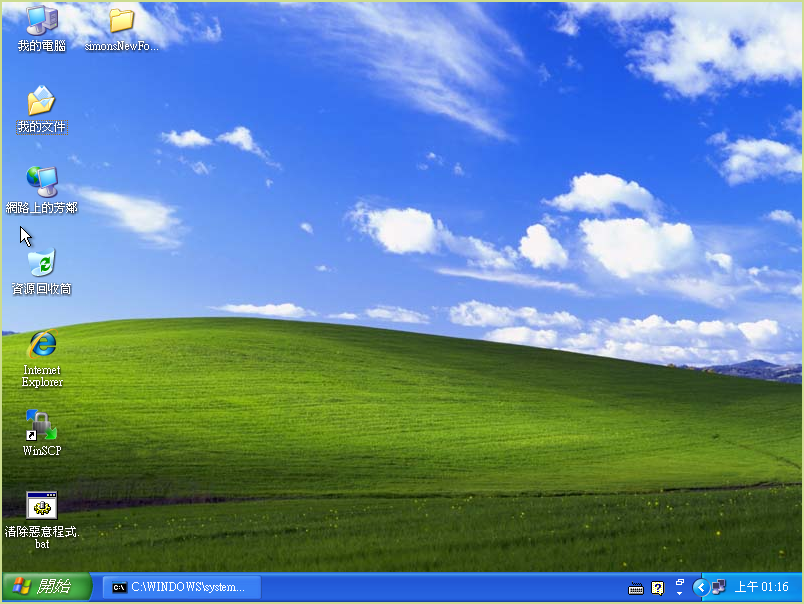 我的電腦
simonsNewFo...
我的文件
網路上的芳鄰
資源回收筒
Internet
Explorer
WinSCP
清除惡意程式.
bat
開始
C:\WINDOWS\system...
上午 01:16